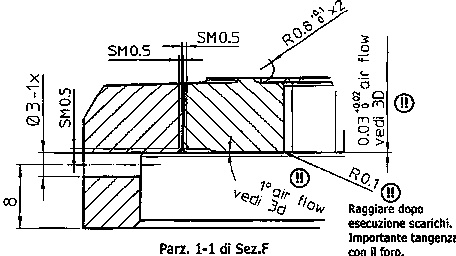 SM0.5
SM0.5
R0.8 +0.1 0 x2
Ø3-1x
SM0.5
0.03 +0.02 0 air flow
vedi 3D
!!
8
1° air flow
vedi 3d
!!
R0.1
!!
Raggiare dopo
esecuzione scarichi.
Importante tangenza
con il foro.
Parz. 1-1 di Sez.F